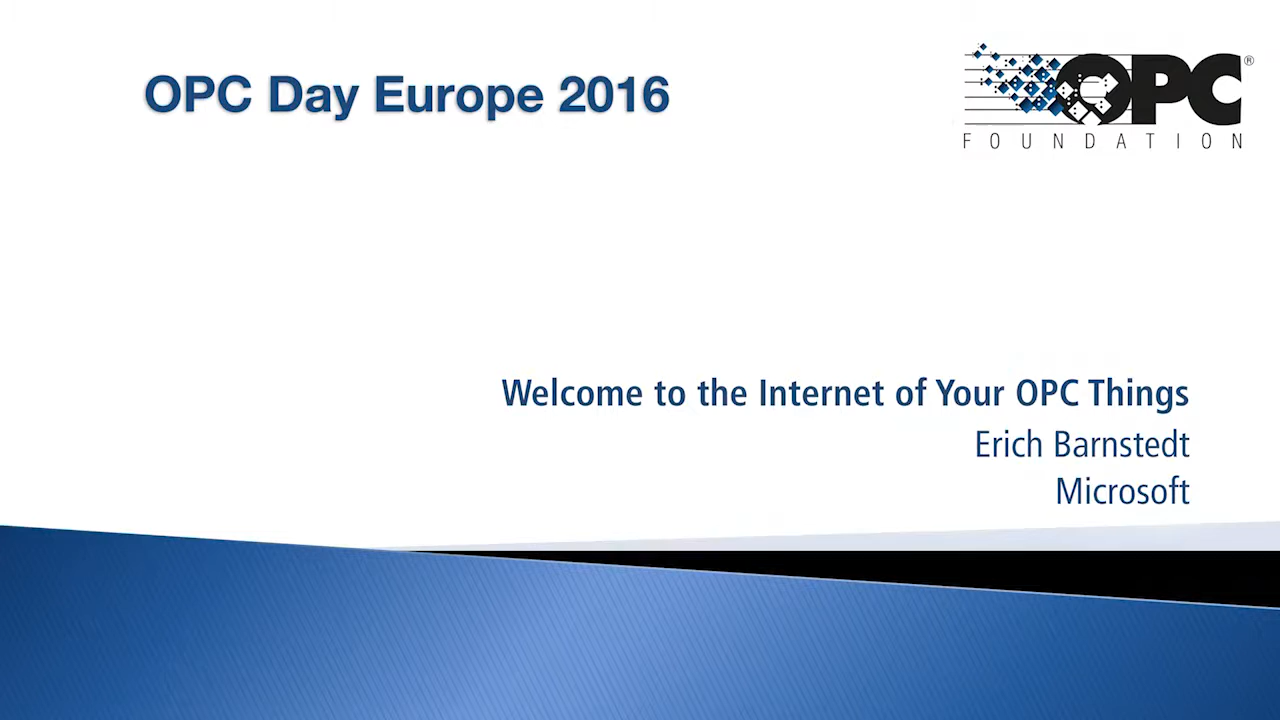 OPC Day Europe 2016
OPC®
FOUNDATION
Welcome to the Internet of Your OPC Things
Erich Barnstedt
Microsoft